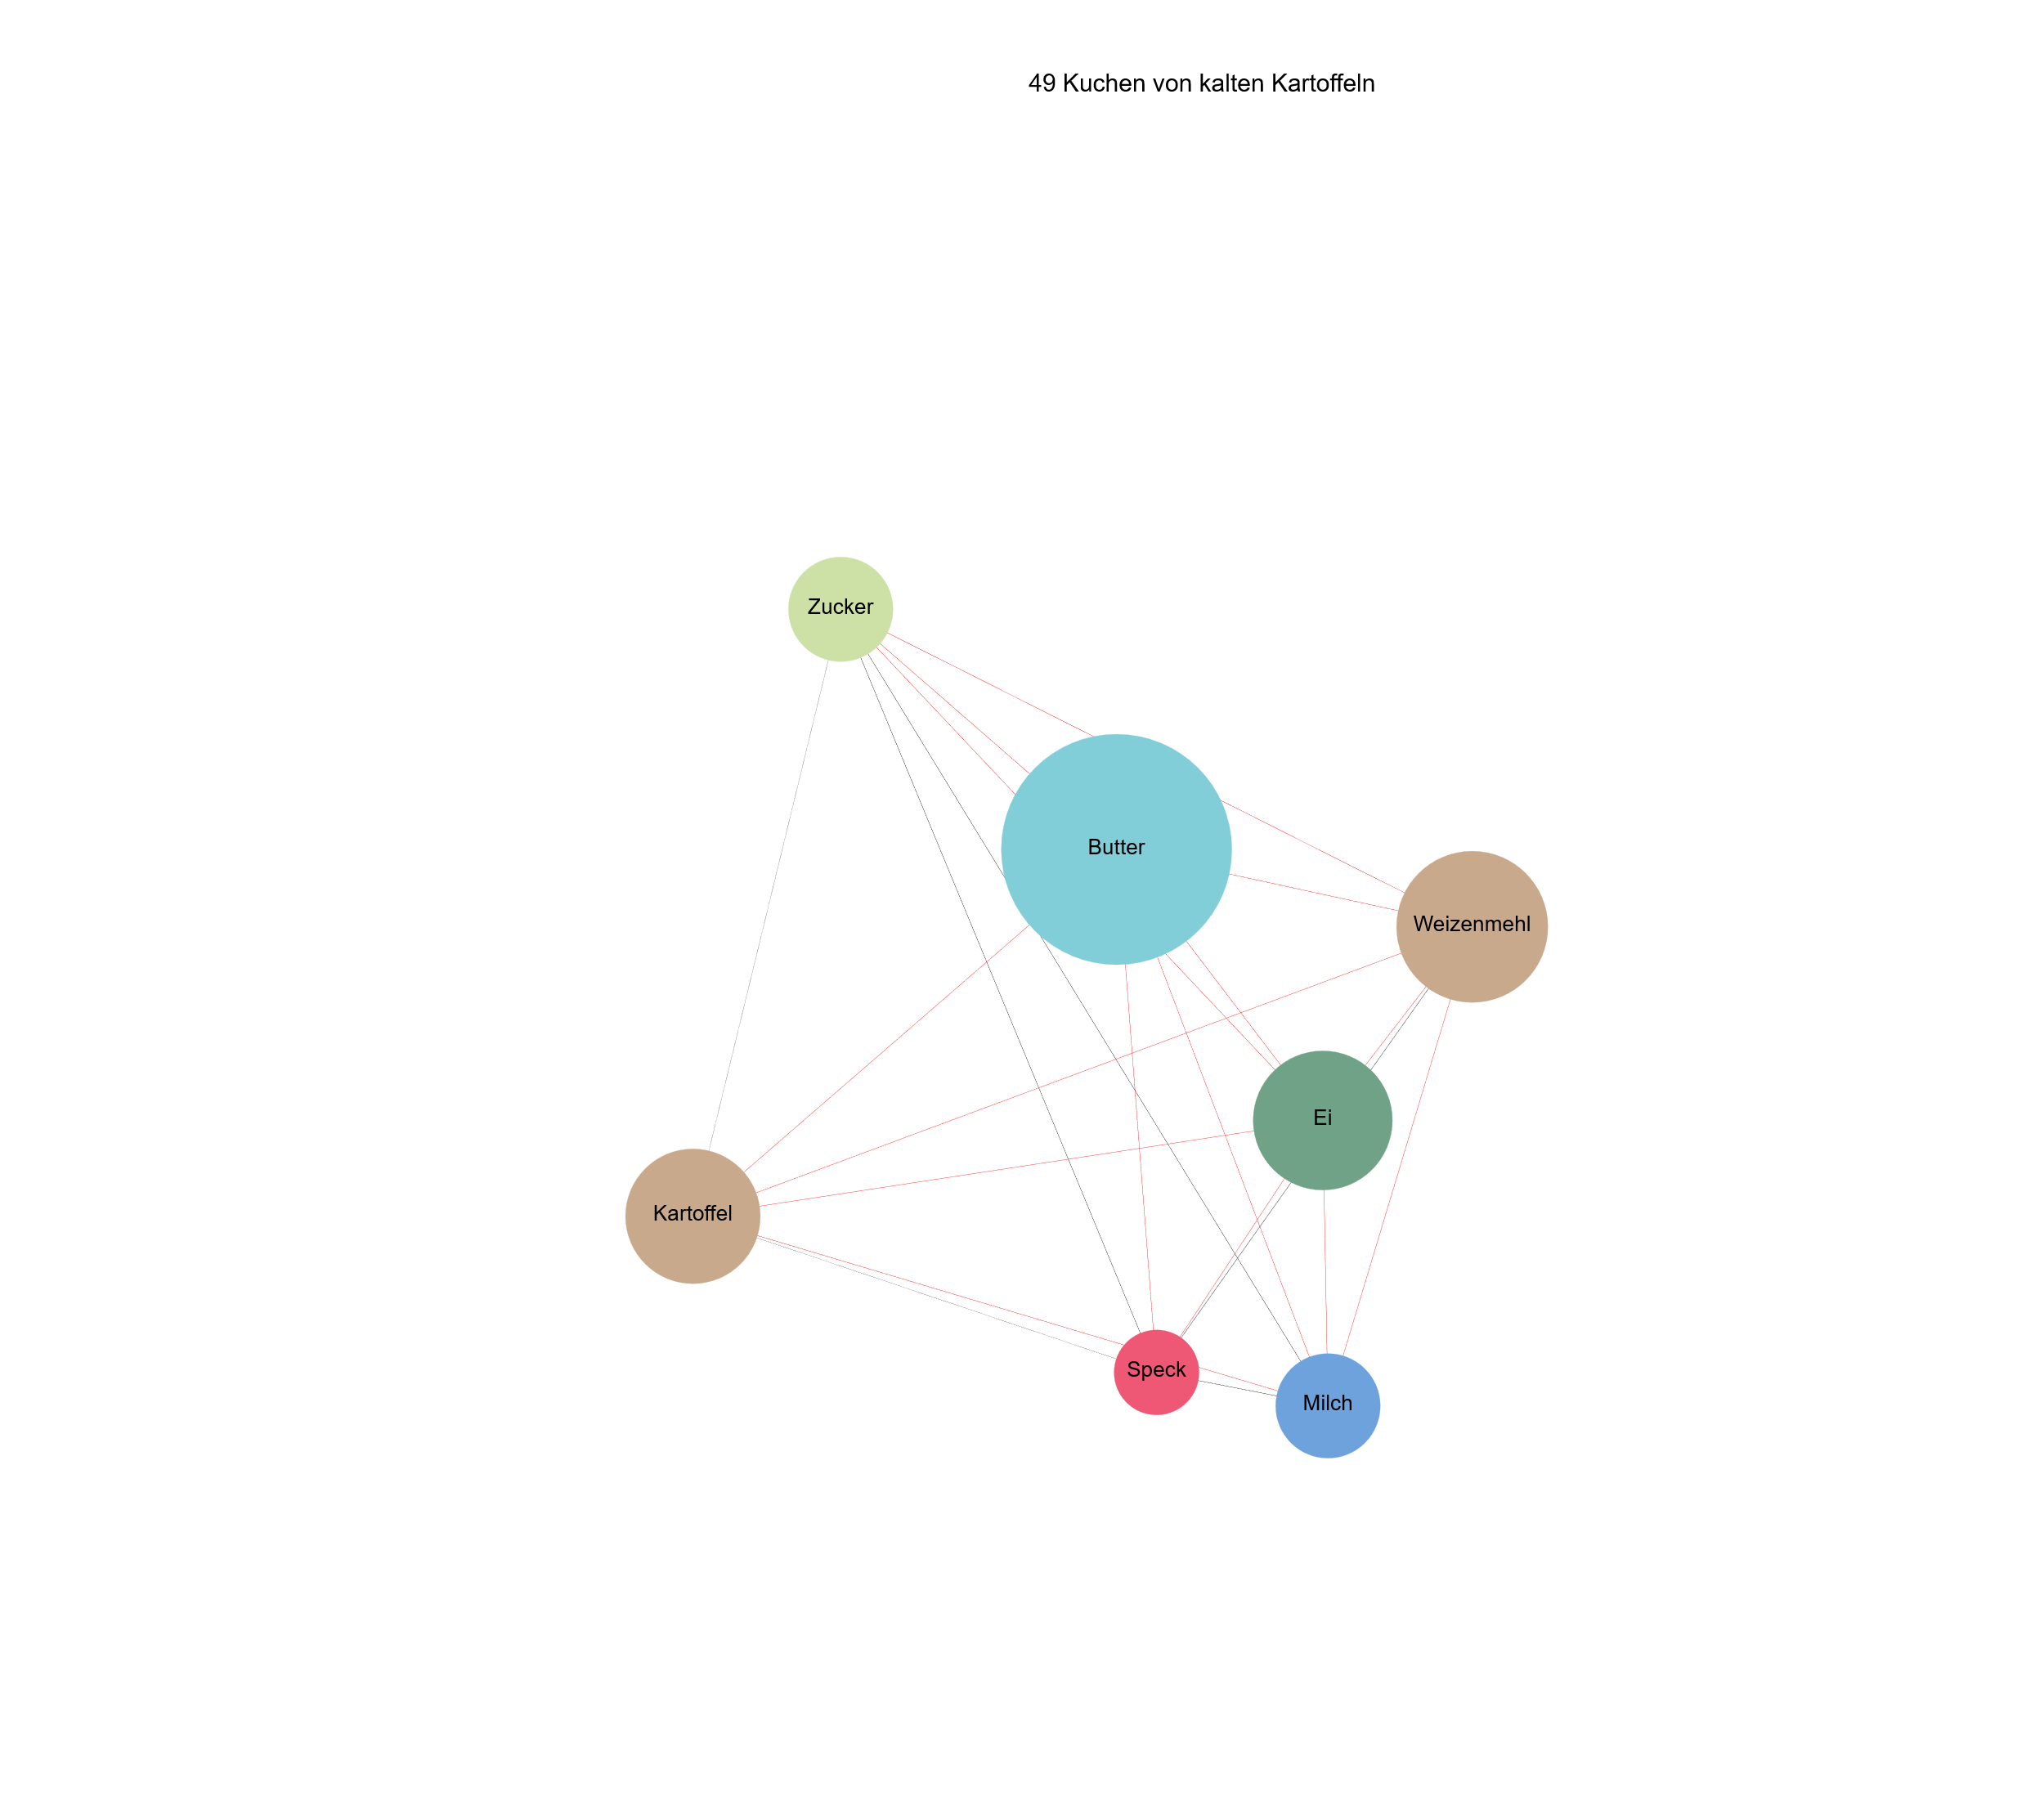 49 Kuchen von kalten Kartoffeln
Zucker
Butter
Weizenmehl
Ei
Kartoffel
Speck
Milch